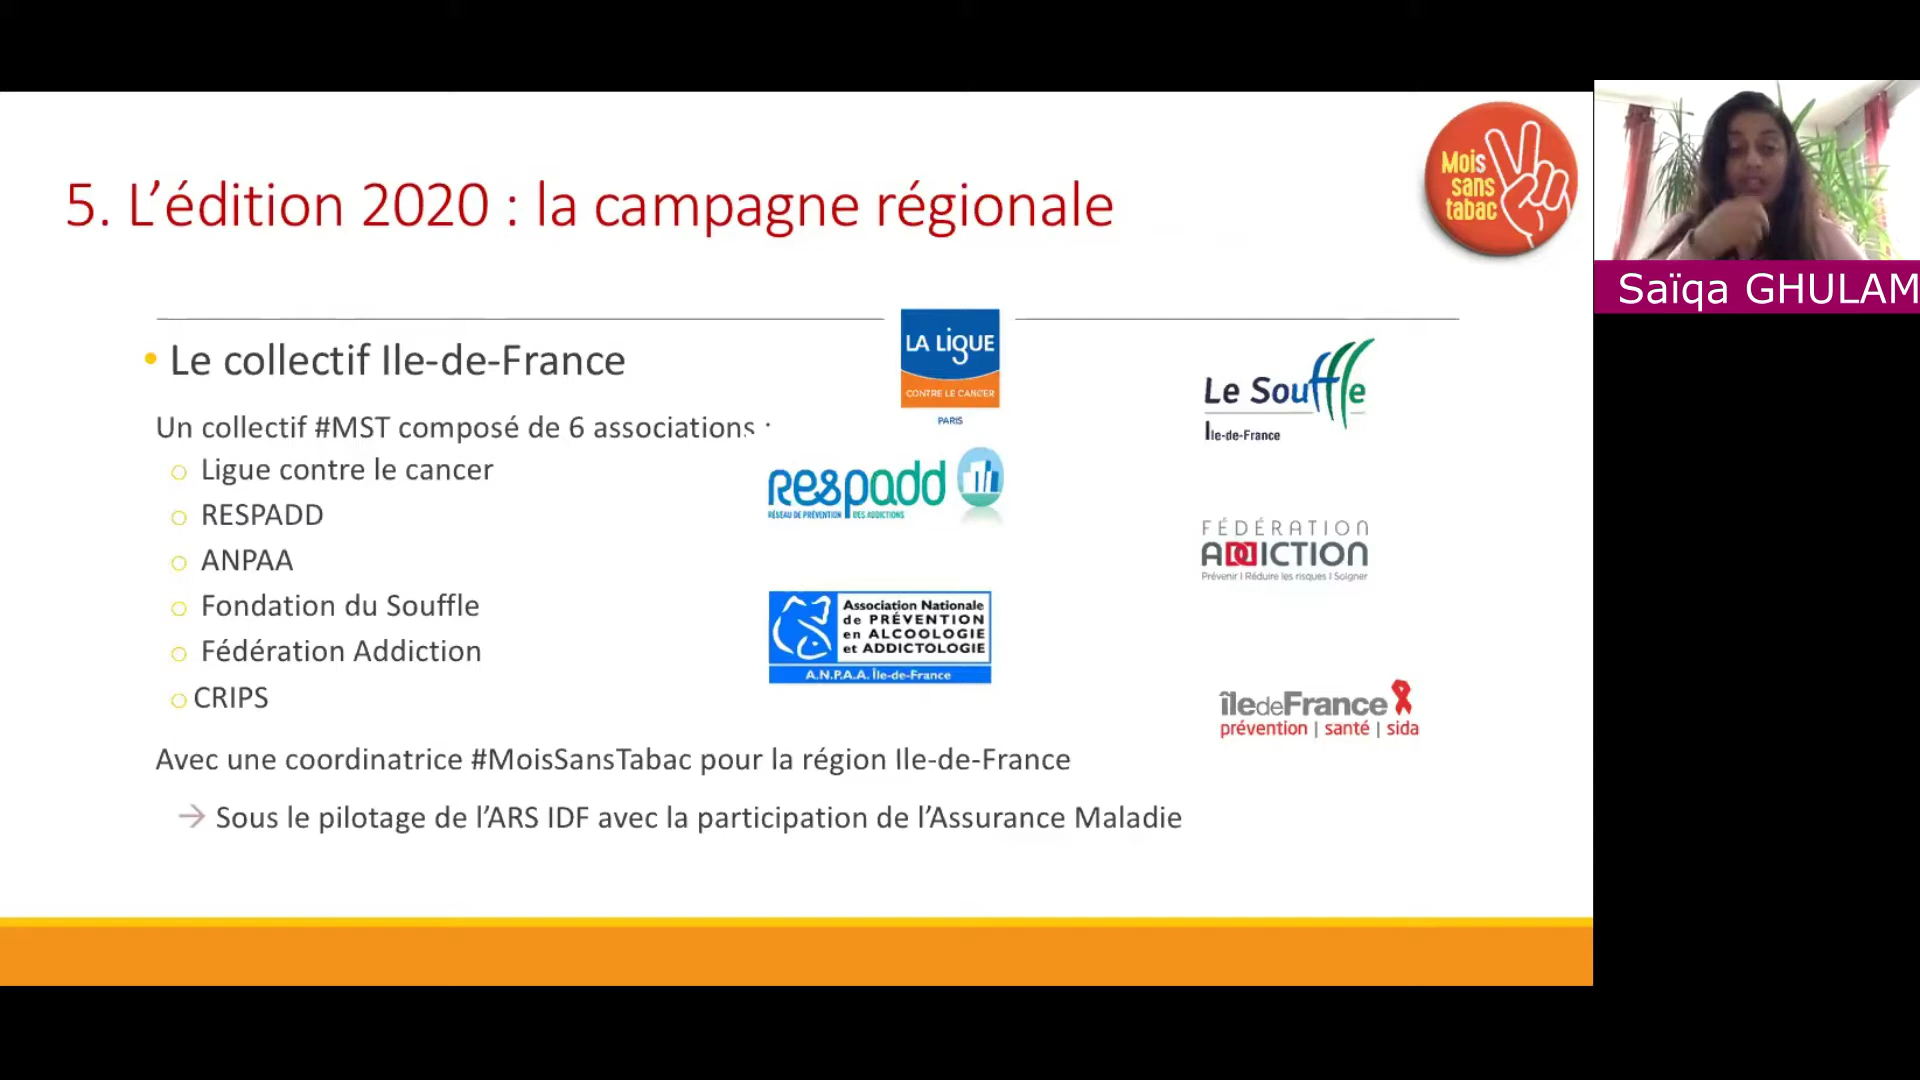 5. L’édition 2020 : la campagne régionale
Mois
sans
tabac
Saïqa GHULAM
• Le collectif Ile-de-France
Un collectif #MST composé de 6 associations :
o Ligue contre le cancer
o RESPADD
o ANPAA
o Fondation du Souffle
o Fédération Addiction
o CRIPS
LA LIGUE
CONTRE LE CANCER
PARIS
Le Souffle
Ile-de-France
respadd
RÉSEAU DE PRÉVENTION DES ADDICTIONS
FÉDÉRATION
ADDICTION
Prévenir I Réduire les risques I Soigner
Association Nationale
de PRÉVENTION
en ALCOOLOGIE
et ADDICTOLOGIE
A.N.P.A.A. Île-de-France
îledeFrance
prévention | santé | sida
Avec une coordinatrice #MoisSansTabac pour la région Ile-de-France
→ Sous le pilotage de l’ARS IDF avec la participation de l’Assurance Maladie